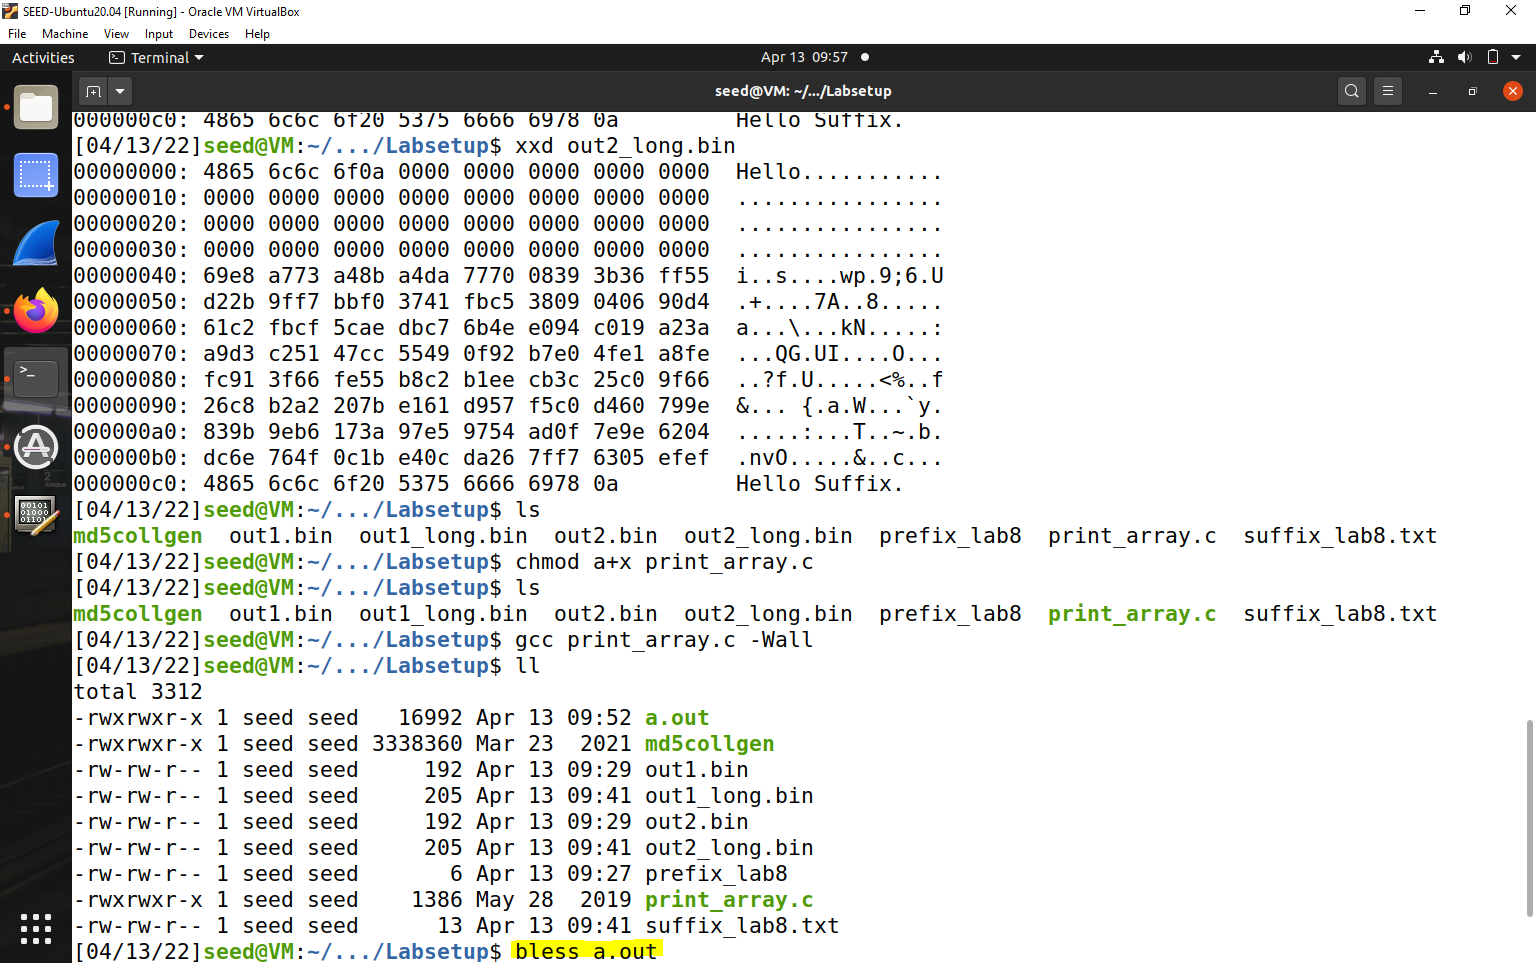 SEED-Ubuntu20.04 [Running] - Oracle VM VirtualBox
File Machine View Input Devices Help
Activities Terminal Apr 13 09:57
seed@VM: ~/.../Labsetup
000000c0: 4865 6c6c 6f20 5375 6666 6978 0a Hello Suffix.
[04/13/22]seed@VM:~/.../Labsetup$ xxd out2_long.bin
00000000: 4865 6c6c 6f0a 0000 0000 0000 0000 0000 Hello...........
00000010: 0000 0000 0000 0000 0000 0000 0000 0000 ................
00000020: 0000 0000 0000 0000 0000 0000 0000 0000 ................
00000030: 0000 0000 0000 0000 0000 0000 0000 0000 ................
00000040: 69e8 a773 a48b a4da 7770 0839 3b36 ff55 i..s....wp.9;6.U
00000050: d22b 9ff7 bbf0 3741 fbc5 3809 0406 90d4 .+....7A..8.....
00000060: 61c2 fbcf 5cae dbc7 6b4e e094 c019 a23a a...\...kN.....:
00000070: a9d3 c251 47cc 5549 0f92 b7e0 4fe1 a8fe ...QG.UI....O...
00000080: fc91 3f66 fe55 b8c2 b1ee cb3c 25c0 9f66 ..?f.U.....<%..f
00000090: 26c8 b2a2 207b e161 d957 f5c0 d460 799e &... {.a.W...`y.
000000a0: 839b 9eb6 173a 97e5 9754 ad0f 7e9e 6204 .....:...T..~.b.
000000b0: dc6e 764f 0c1b e40c da26 7ff7 6305 efef .nvO.....&..c...
000000c0: 4865 6c6c 6f20 5375 6666 6978 0a Hello Suffix.
[04/13/22]seed@VM:~/.../Labsetup$ ls
md5collgen out1.bin out1_long.bin out2.bin out2_long.bin prefix_lab8 print_array.c suffix_lab8.txt
[04/13/22]seed@VM:~/.../Labsetup$ chmod a+x print_array.c
[04/13/22]seed@VM:~/.../Labsetup$ ls
md5collgen out1.bin out1_long.bin out2.bin out2_long.bin prefix_lab8 print_array.c suffix_lab8.txt
[04/13/22]seed@VM:~/.../Labsetup$ gcc print_array.c -Wall
[04/13/22]seed@VM:~/.../Labsetup$ ll
total 3312
-rwxrwxr-x 1 seed seed 16992 Apr 13 09:52 a.out
-rwxrwxr-x 1 seed seed 3338360 Mar 23 2021 md5collgen
-rw-rw-r-- 1 seed seed 192 Apr 13 09:29 out1.bin
-rw-rw-r-- 1 seed seed 205 Apr 13 09:41 out1_long.bin
-rw-rw-r-- 1 seed seed 192 Apr 13 09:29 out2.bin
-rw-rw-r-- 1 seed seed 205 Apr 13 09:41 out2_long.bin
-rw-rw-r-- 1 seed seed 6 Apr 13 09:27 prefix_lab8
-rwxrwxr-x 1 seed seed 1386 May 28 2019 print_array.c
-rw-rw-r-- 1 seed seed 13 Apr 13 09:41 suffix_lab8.txt
[04/13/22]seed@VM:~/.../Labsetup$ bless a.out